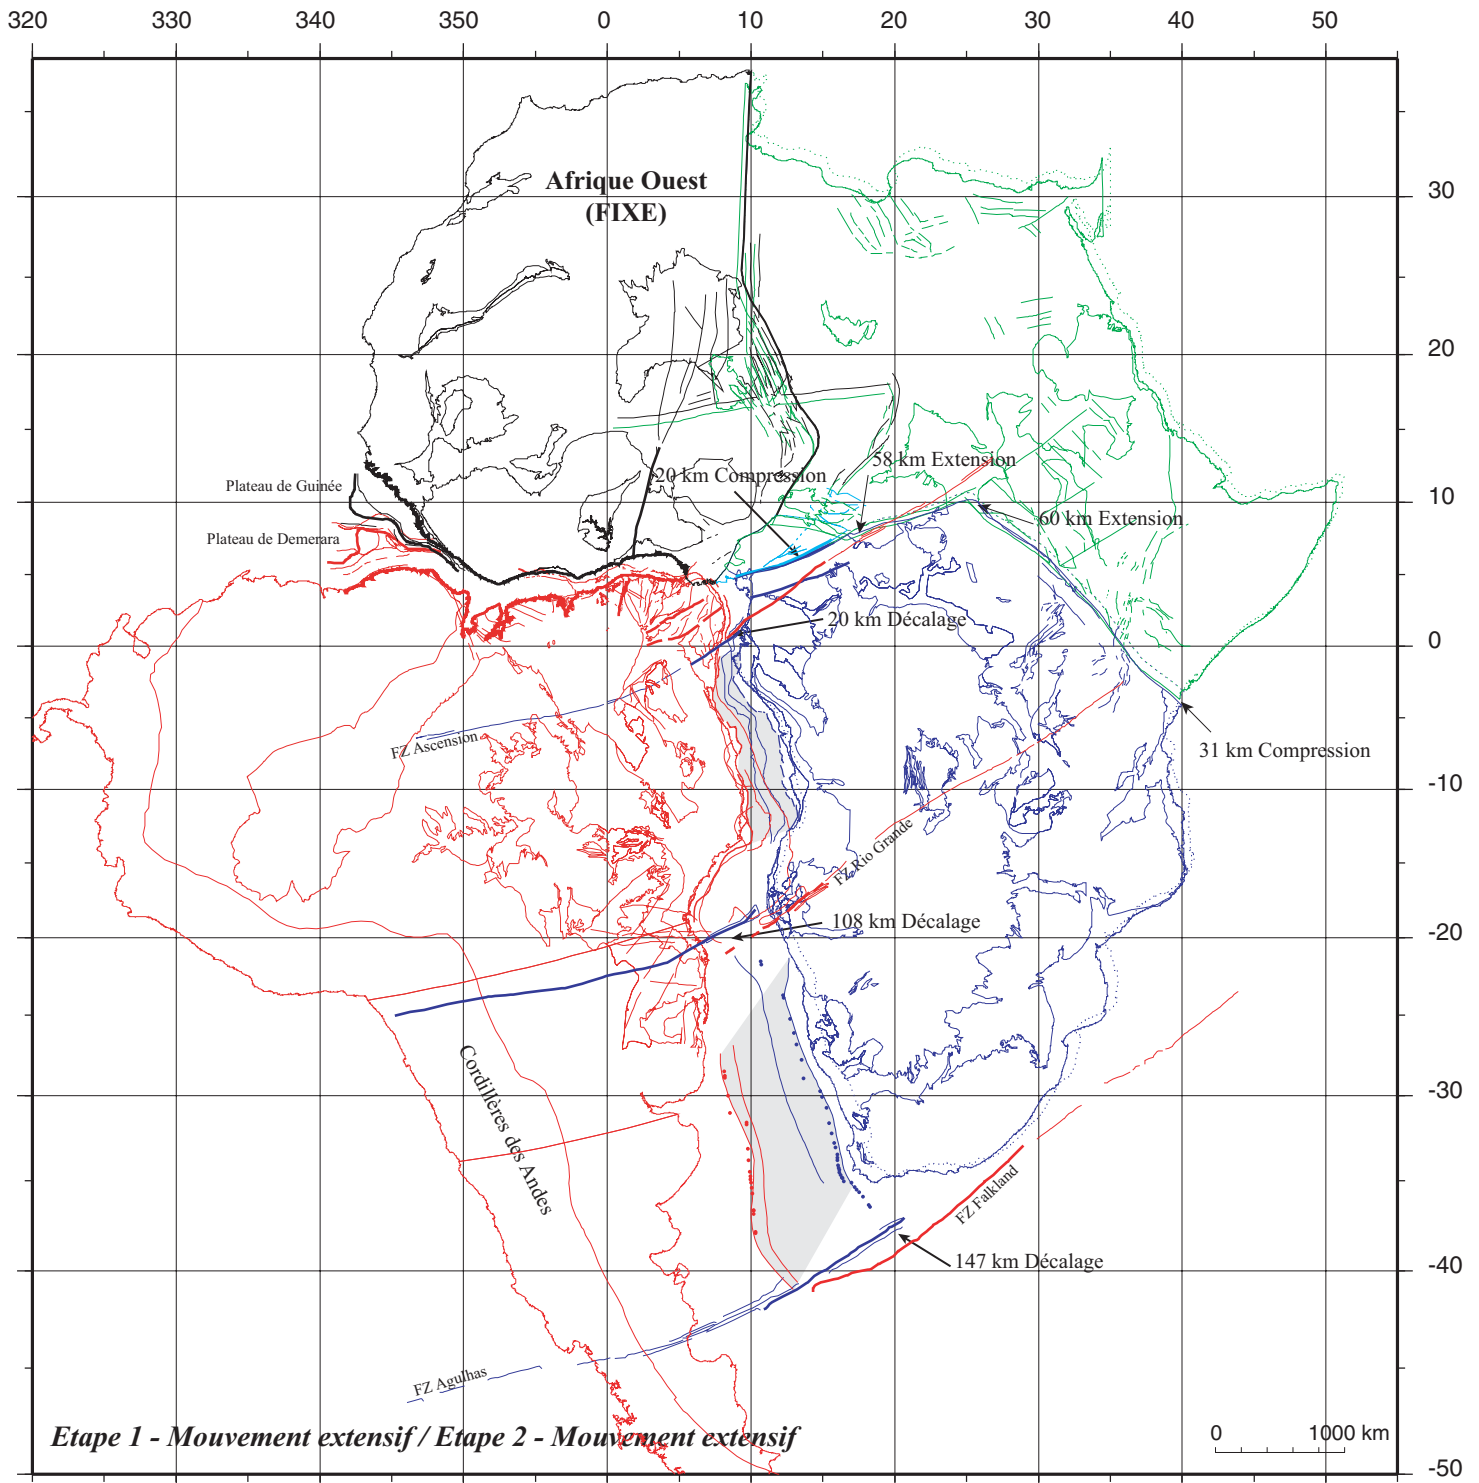 320 330 340 350 0 10 20 30 40 50
Afrique Ouest
(FIXE)
30
20
58 km Extension
20 km Compression
Plateau de Guinée
10
60 km Extension
Plateau de Demerara
20 km Décalage
0
FZ Ascension
31 km Compression
-10
FZ Rio Grande
108 km Décalage
-20
Cordillères des Andes
-30
FZ Falkland
147 km Décalage
-40
FZ Agulhas
Etape 1 - Mouvement extensif / Etape 2 - Mouvement extensif
0 1000 km
-50